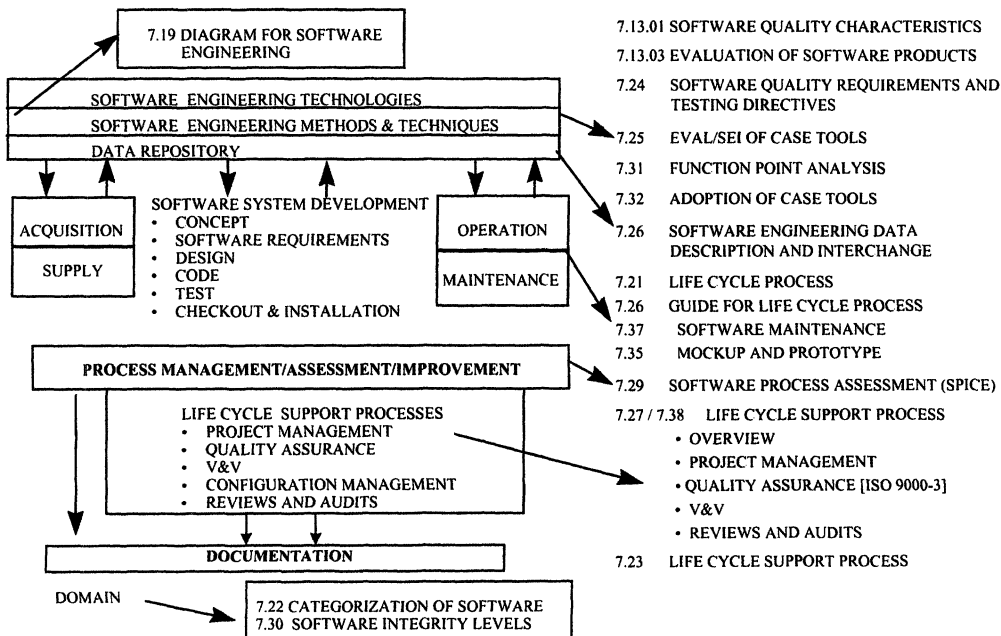 7.19 DIAGRAM FOR SOFTWARE
ENGINEERING
SOFTWARE ENGINEERING TECHNOLOGIES
SOFTWARE ENGINEERING METHODS & TECHNIQUES
DATA REPOSITORY
ACQUISITION
SUPPLY
SOFTWARE SYSTEM DEVELOPMENT
• CONCEPT
• SOFTWARE REQUIREMENTS
• DESIGN
• CODE
• TEST
• CHECKOUT & INSTALLATION
OPERATION
MAINTENANCE
PROCESS MANAGEMENT/ASSESSMENT/IMPROVEMENT
LIFE CYCLE SUPPORT PROCESSES
• PROJECT MANAGEMENT
• QUALITY ASSURANCE
• V&V
• CONFIGURATION MANAGEMENT
• REVIEWS AND AUDITS
DOCUMENTATION
DOMAIN
7.22 CATEGORIZATION OF SOFTWARE
7.30 SOFTWARE INTEGRITY LEVELS
7.13.01 SOFTWARE QUALITY CHARACTERISTICS
7.13.03 EVALUATION OF SOFTWARE PRODUCTS
7.24 SOFTWARE QUALITY REQUIREMENTS AND
TESTING DIRECTIVES
7.25 EVAL/SEI OF CASE TOOLS
7.31 FUNCTION POINT ANALYSIS
7.32 ADOPTION OF CASE TOOLS
7.26 SOFTWARE ENGINEERING DATA
DESCRIPTION AND INTERCHANGE
7.21 LIFE CYCLE PROCESS
7.26 GUIDE FOR LIFE CYCLE PROCESS
7.37 SOFTWARE MAINTENANCE
7.35 MOCKUP AND PROTOTYPE
7.29 SOFTWARE PROCESS ASSESSMENT (SPICE)
7.27 / 7.38 LIFE CYCLE SUPPORT PROCESS
• OVERVIEW
• PROJECT MANAGEMENT
• QUALITY ASSURANCE [ISO 9000-3]
• V&V
• REVIEWS AND AUDITS
7.23 LIFE CYCLE SUPPORT PROCESS